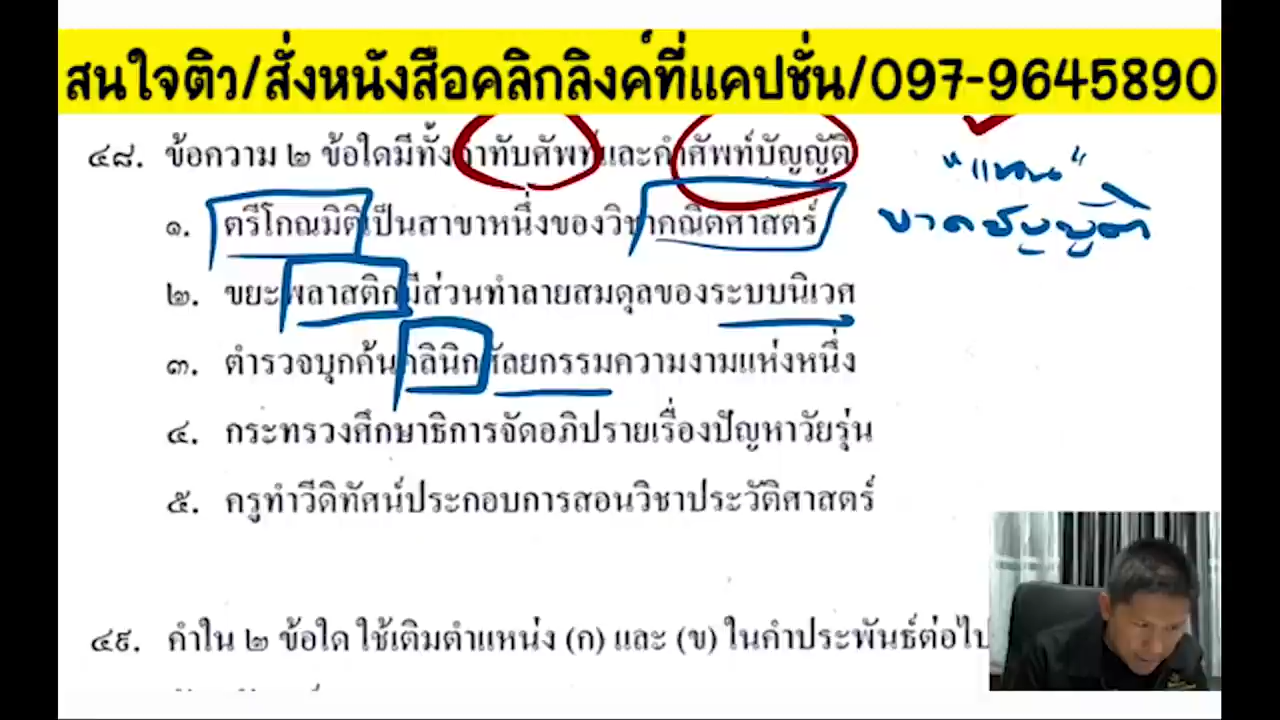 สนใจติว/สั่งหนังสือคลิกลิงค์ที่แคปชั่น/097-9645890
๔๘. ข้อความ ๒ ข้อใดมีทั้งคำทับศัพท์และคำศัพท์บัญญัติ
"แทน"
๑. ตรีโกณมิติเป็นสาขาหนึ่งของวิชาคณิตศาสตร์
๒. ขยะพลาสติกมีส่วนทำลายสมดุลของระบบนิเวศ
๓. ตำรวจบุกค้นคลินิกศัลยกรรมความงามแห่งหนึ่ง
๔. กระทรวงศึกษาธิการจัดอภิปรายเรื่องปัญหาวัยรุ่น
๕. ครูทำวีดิทัศน์ประกอบการสอนวิชาประวัติศาสตร์
๔๙. คำใน ๒ ข้อใด ใช้เติมตำแหน่ง (ก) และ (ข) ในคำประพันธ์ต่อไป